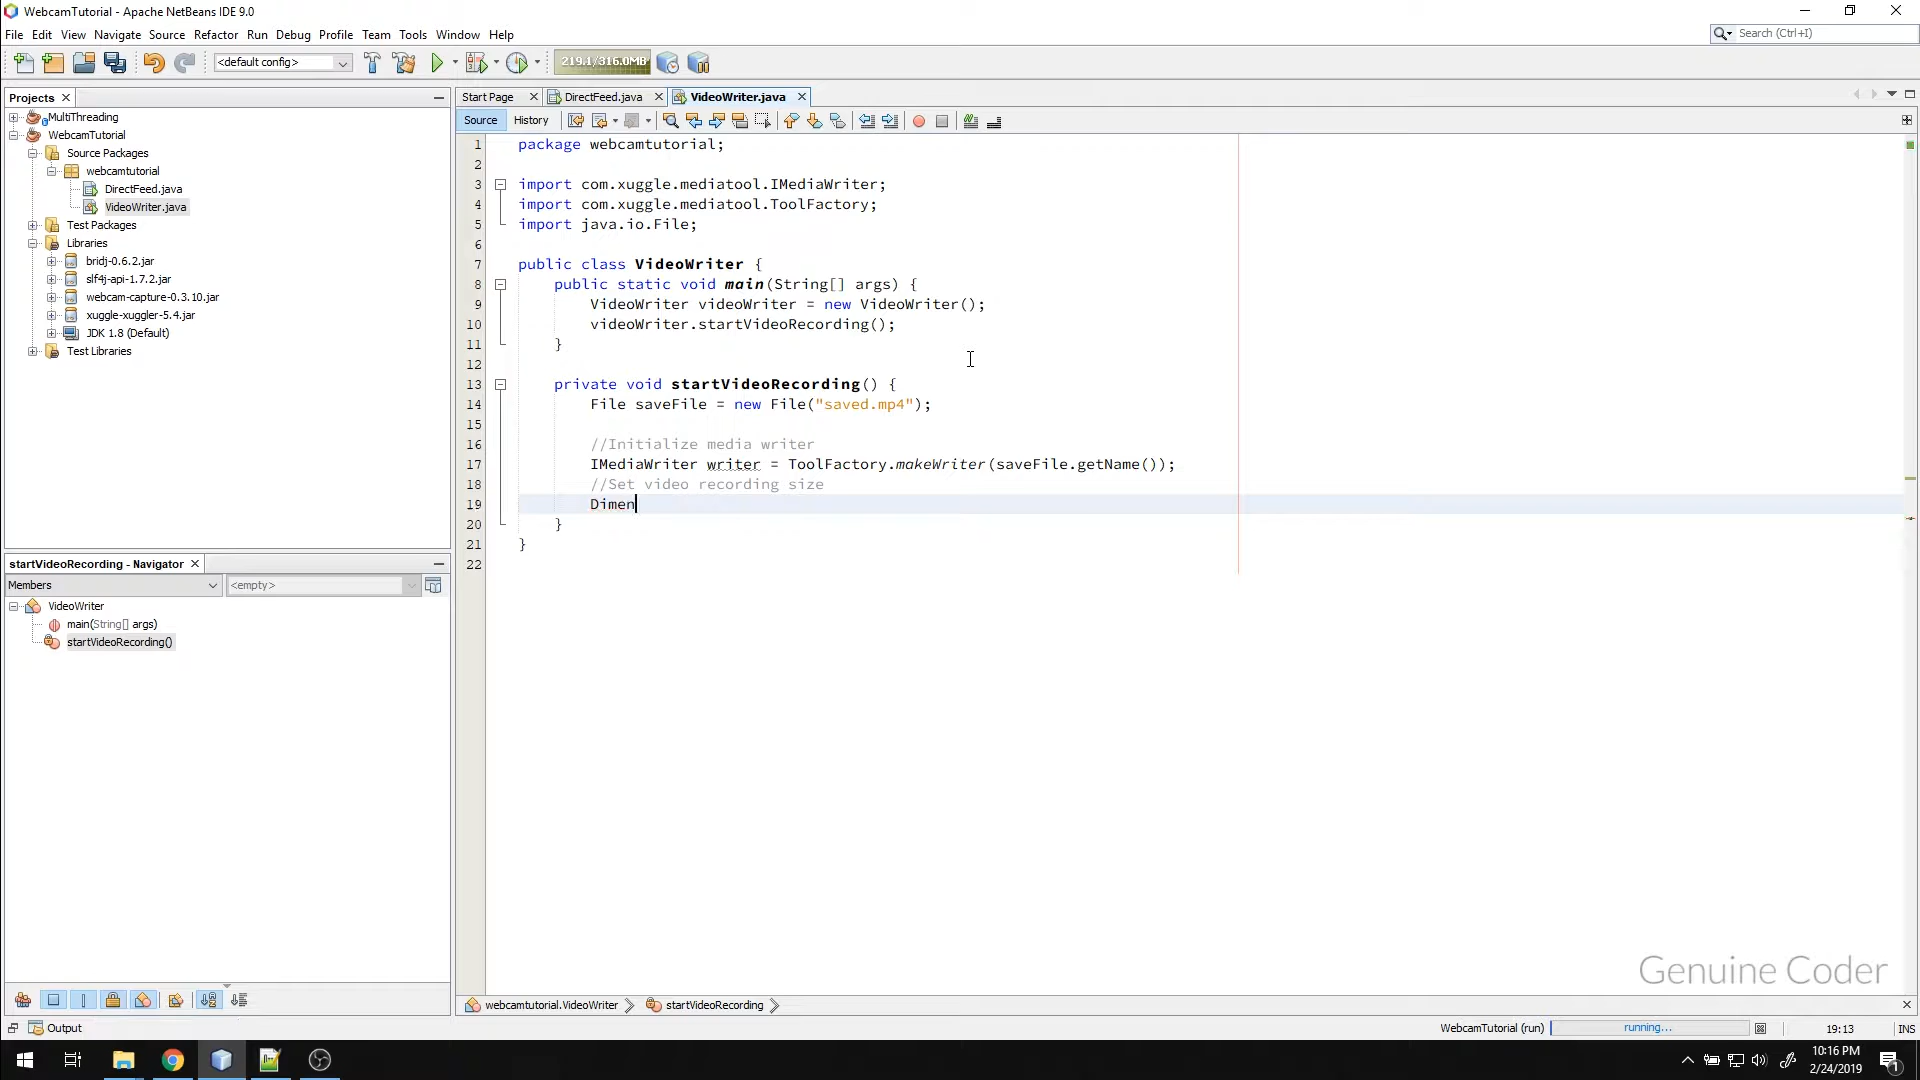 WebcamTutorial - Apache NetBeans IDE 9.0
File Edit View Navigate Source Refactor Run Debug Profile Team Tools Window Help
Search (Ctrl+I)
<default config>
219.1/316.0MB
Projects
Start Page DirectFeed.java VideoWriter.java
MultiThreading
WebcamTutorial
Source Packages
webcamtutorial
DirectFeed.java
VideoWriter.java
Test Packages
Libraries
bridj-0.6.2.jar
slf4j-api-1.7.2.jar
webcam-capture-0.3.10.jar
xuggle-xuggler-5.4.jar
JDK 1.8 (Default)
Test Libraries
Source History
1 package webcamtutorial;
2
3 import com.xuggle.mediatool.IMediaWriter;
4 import com.xuggle.mediatool.ToolFactory;
5 import java.io.File;
6
7 public class VideoWriter {
8 public static void main(String[] args) {
9 VideoWriter videoWriter = new VideoWriter();
10 videoWriter.startVideoRecording();
11 }
12
13 private void startVideoRecording() {
14 File saveFile = new File("saved.mp4");
15
16 //Initialize media writer
17 IMediaWriter writer = ToolFactory.makeWriter(saveFile.getName());
18 //Set video recording size
19 Dimen
20 }
21 }
22
startVideoRecording - Navigator
Members <empty>
VideoWriter
main(String[] args)
startVideoRecording()
Genuine Coder
webcamtutorial.VideoWriter startVideoRecording
Output
WebcamTutorial (run) running... 19:13 INS
10:16 PM
2/24/2019
1